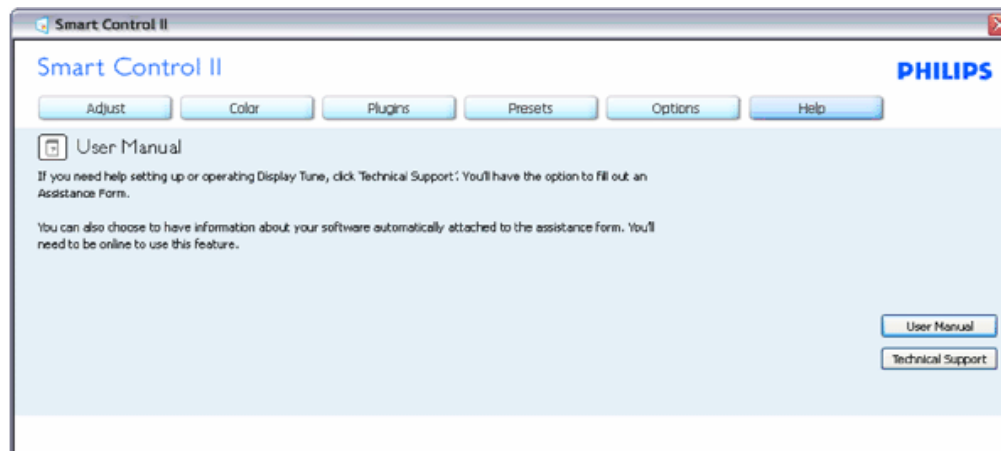 Smart Control II
Smart Control II
PHILIPS
Adjust
Color
Plugins
Presets
Options
Help
User Manual
If you need help setting up or operating Display Tune, click 'Technical Support'. You'll have the option to fill out an
Assistance Form.
You can also choose to have information about your software automatically attached to the assistance form. You'll
need to be online to use this feature.
User Manual
Technical Support